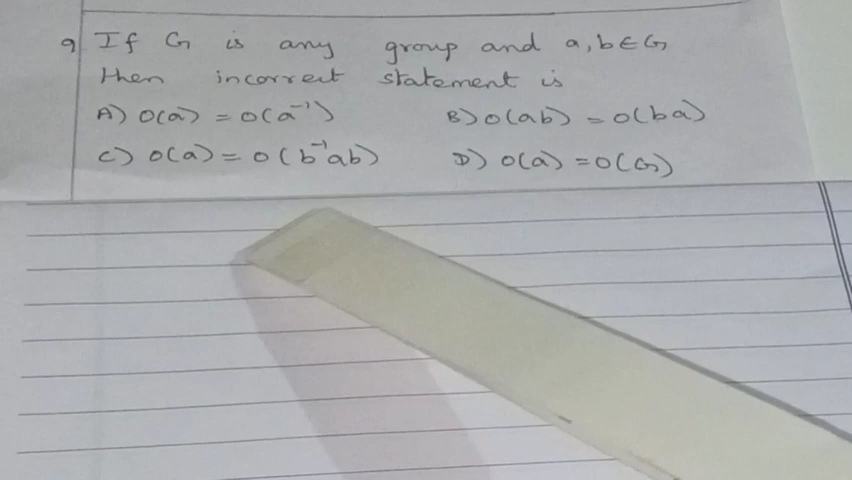 9 If G is any group and a, b ∈ G
then incorrect statement is
A) O(a) = O(a⁻¹) B) O(ab) = O(ba)
C) O(a) = O(b⁻¹ab) D) O(a) = O(G)